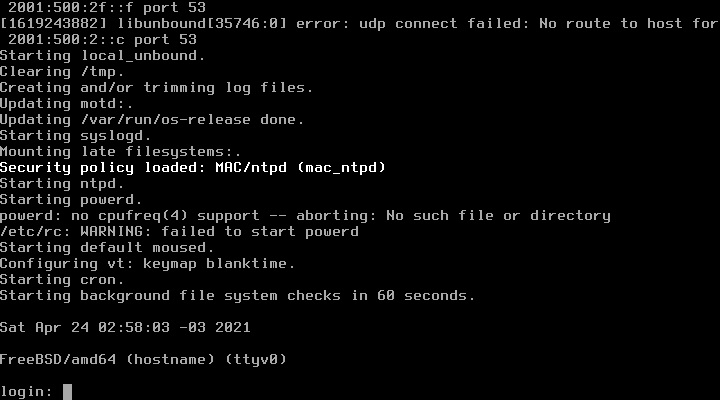 2001:500:2f::f port 53
[1619243882] libunbound[35746:0] error: udp connect failed: No route to host for
2001:500:2::c port 53
Starting local_unbound.
Clearing /tmp.
Creating and/or trimming log files.
Updating motd:.
Updating /var/run/os-release done.
Starting syslogd.
Mounting late filesystems:.
Security policy loaded: MAC/ntpd (mac_ntpd)
Starting ntpd.
Starting powerd.
powerd: no cpufreq(4) support -- aborting: No such file or directory
/etc/rc: WARNING: failed to start powerd
Starting default moused.
Configuring vt: keymap blanktime.
Starting cron.
Starting background file system checks in 60 seconds.
Sat Apr 24 02:58:03 -03 2021
FreeBSD/amd64 (hostname) (ttyv0)
login: